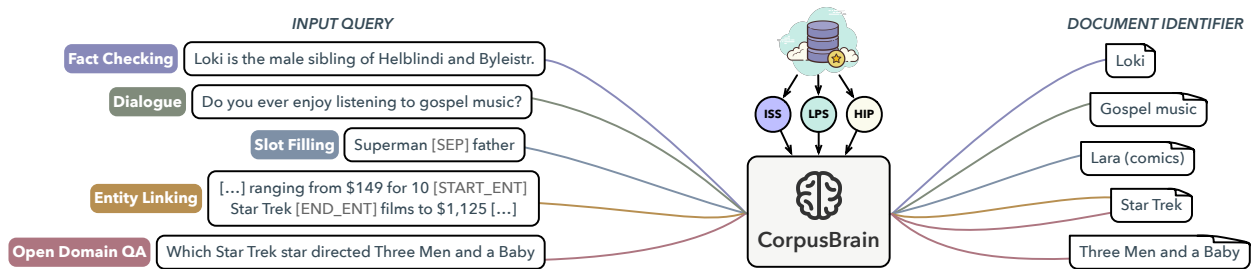 INPUT QUERY
DOCUMENT IDENTIFIER
Fact Checking
Loki is the male sibling of Helblindi and Byleistr.
Loki
Dialogue
Do you ever enjoy listening to gospel music?
ISS
LPS
HIP
Gospel music
Slot Filling
Superman [SEP] father
Lara (comics)
Entity Linking
[...] ranging from $149 for 10 [START_ENT]
Star Trek [END_ENT] films to $1,125 [...]
Star Trek
CorpusBrain
Open Domain QA
Which Star Trek star directed Three Men and a Baby
Three Men and a Baby